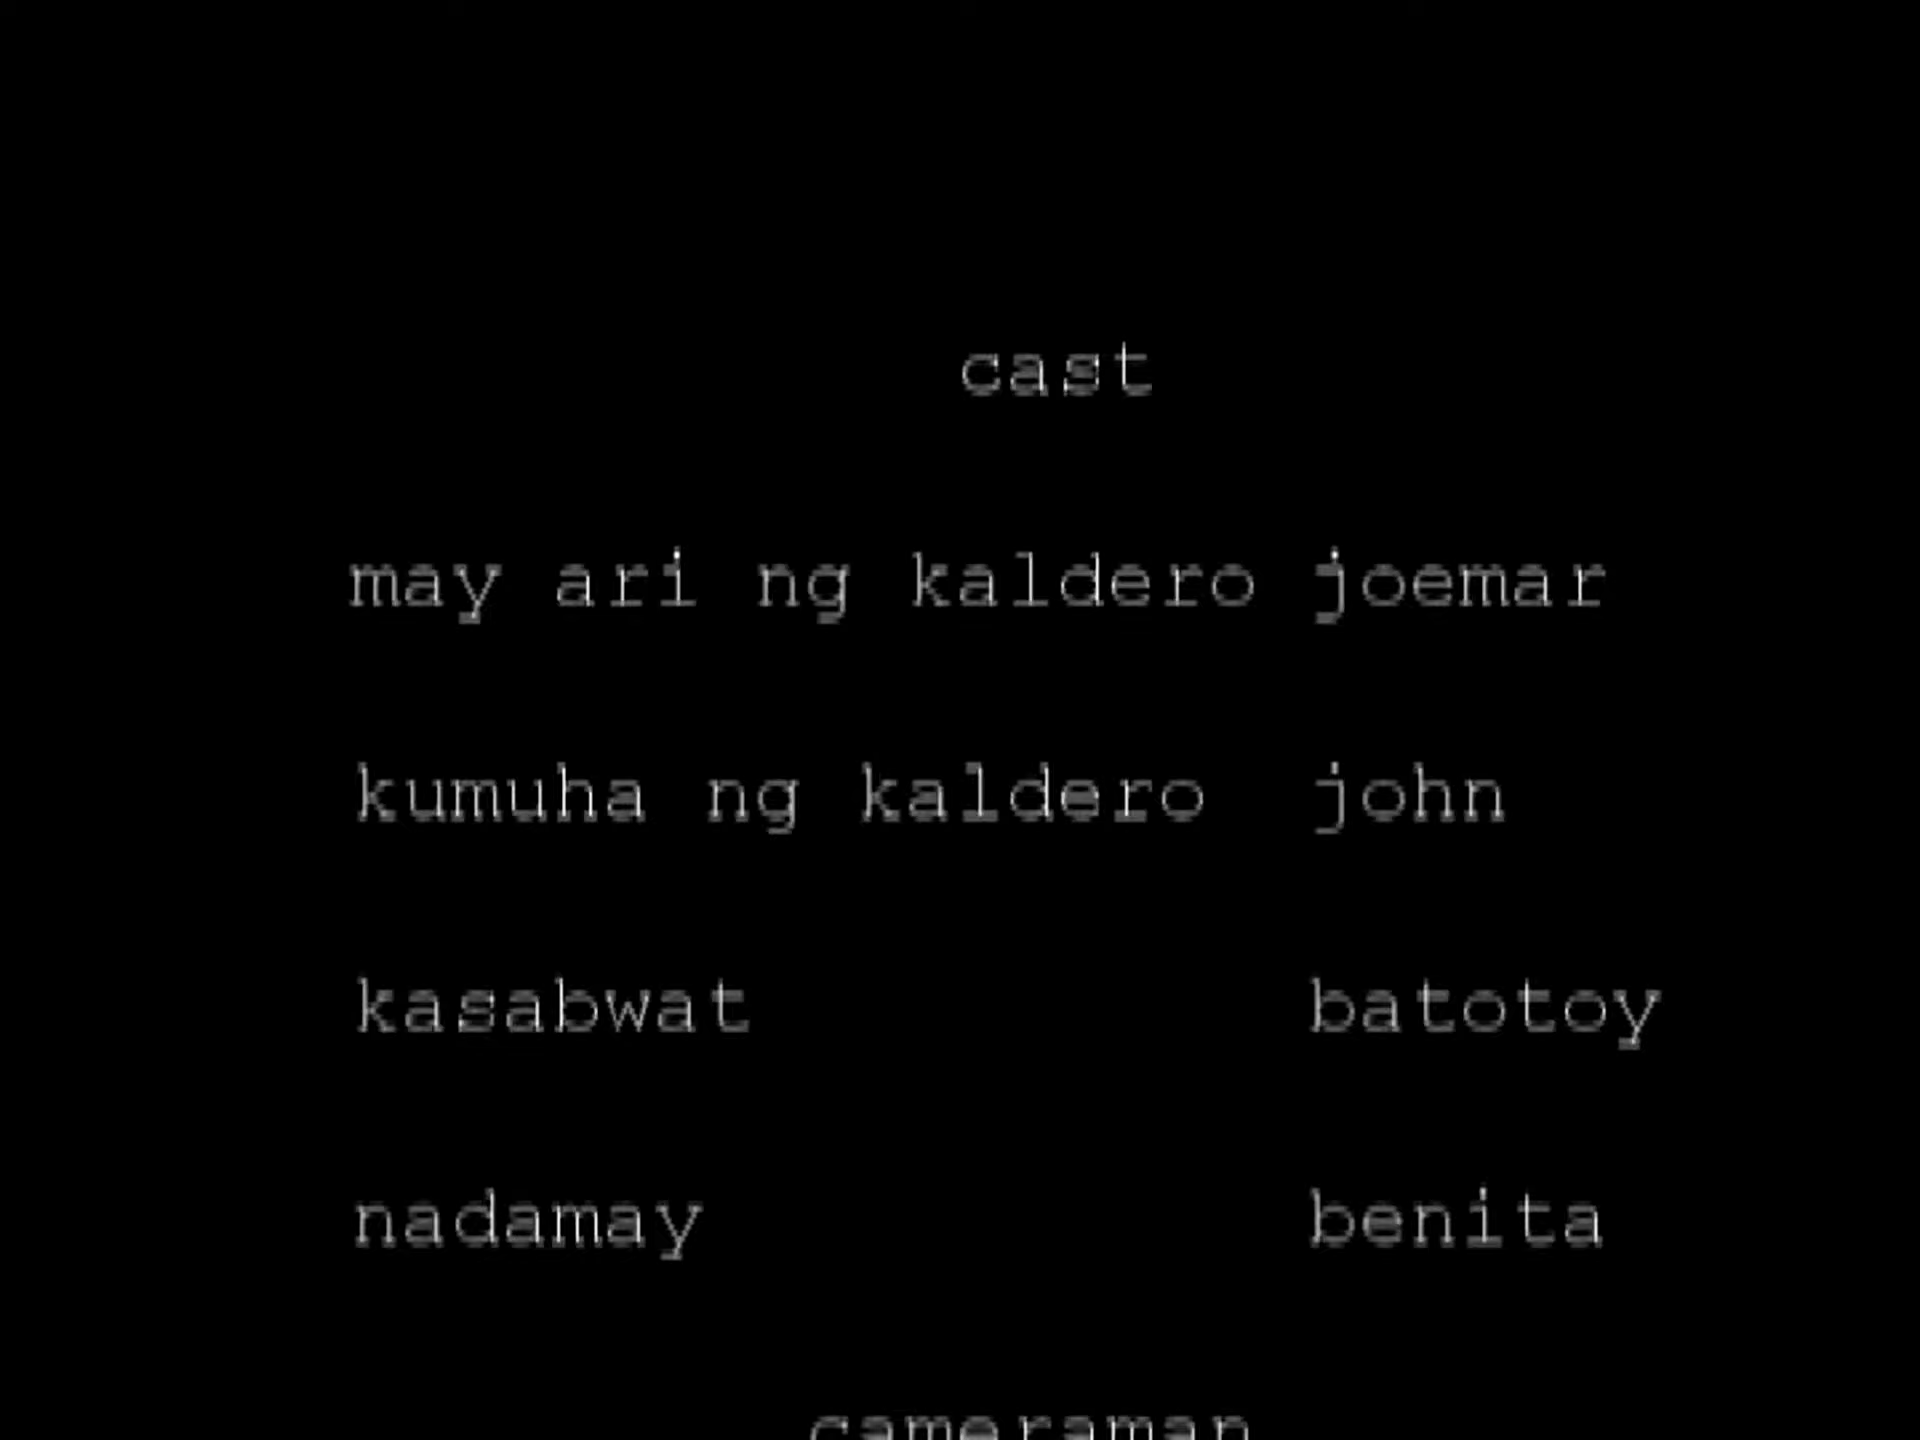 cast
may ari ng kaldero joemar
kumuha ng kaldero john
kasabwat batotoy
nadamay benita
cameraman